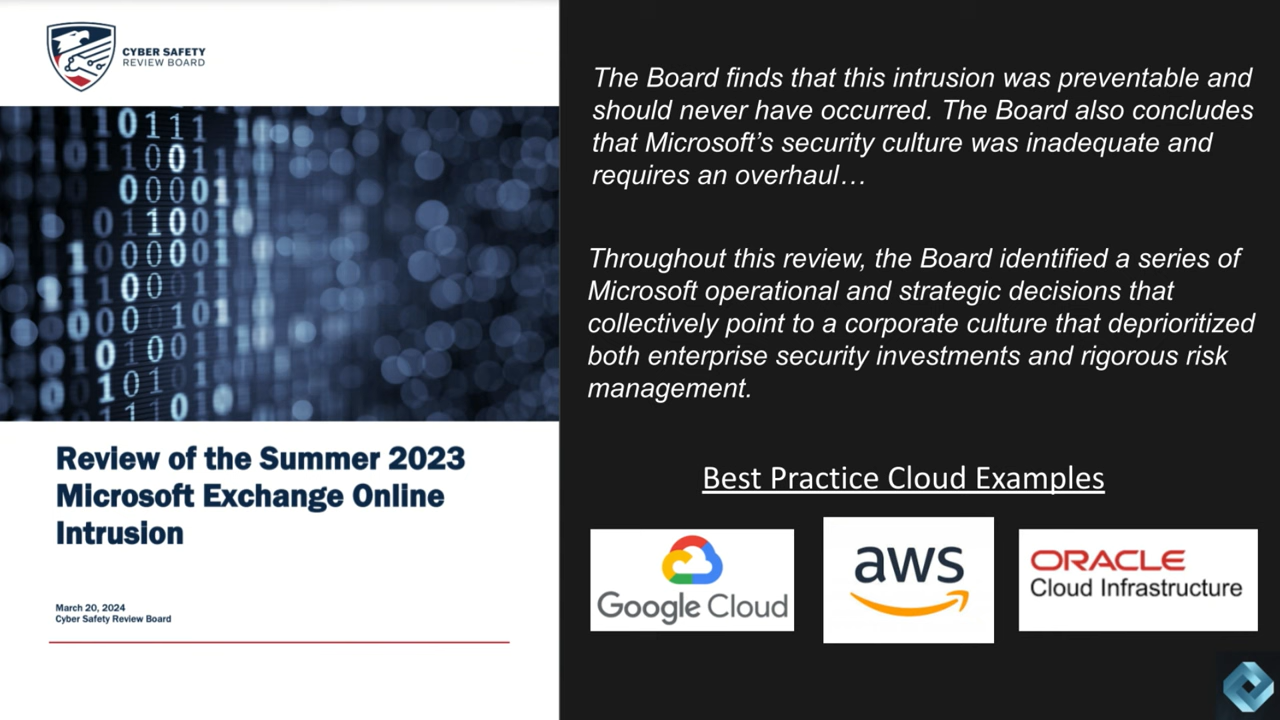 CYBER SAFETY
REVIEW BOARD
Review of the Summer 2023
Microsoft Exchange Online
Intrusion
March 20, 2024
Cyber Safety Review Board
The Board finds that this intrusion was preventable and
should never have occurred. The Board also concludes
that Microsoft’s security culture was inadequate and
requires an overhaul…
Throughout this review, the Board identified a series of
Microsoft operational and strategic decisions that
collectively point to a corporate culture that deprioritized
both enterprise security investments and rigorous risk
management.
Best Practice Cloud Examples
Google Cloud
aws
ORACLE
Cloud Infrastructure